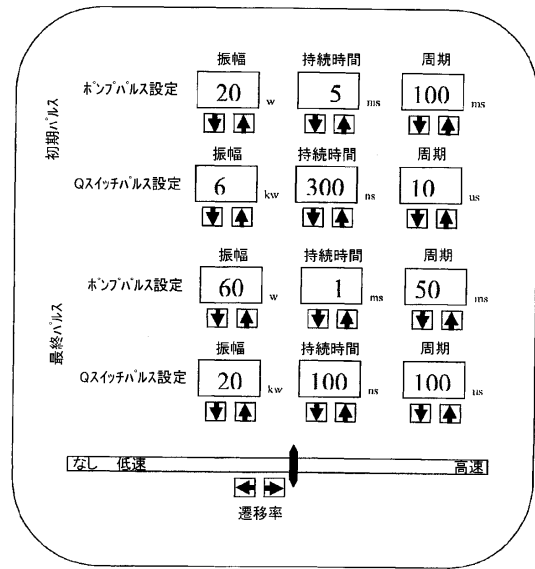 初期パルス
振幅 持続時間 周期
ポンプパルス設定 20 w 5 ms 100 ms
振幅 持続時間 周期
Qスイッチパルス設定 6 kw 300 ns 10 us
最終パルス
振幅 持続時間 周期
ポンプパルス設定 60 w 1 ms 50 ms
振幅 持続時間 周期
Qスイッチパルス設定 20 kw 100 ns 100 us
なし 低速 高速
遷移率